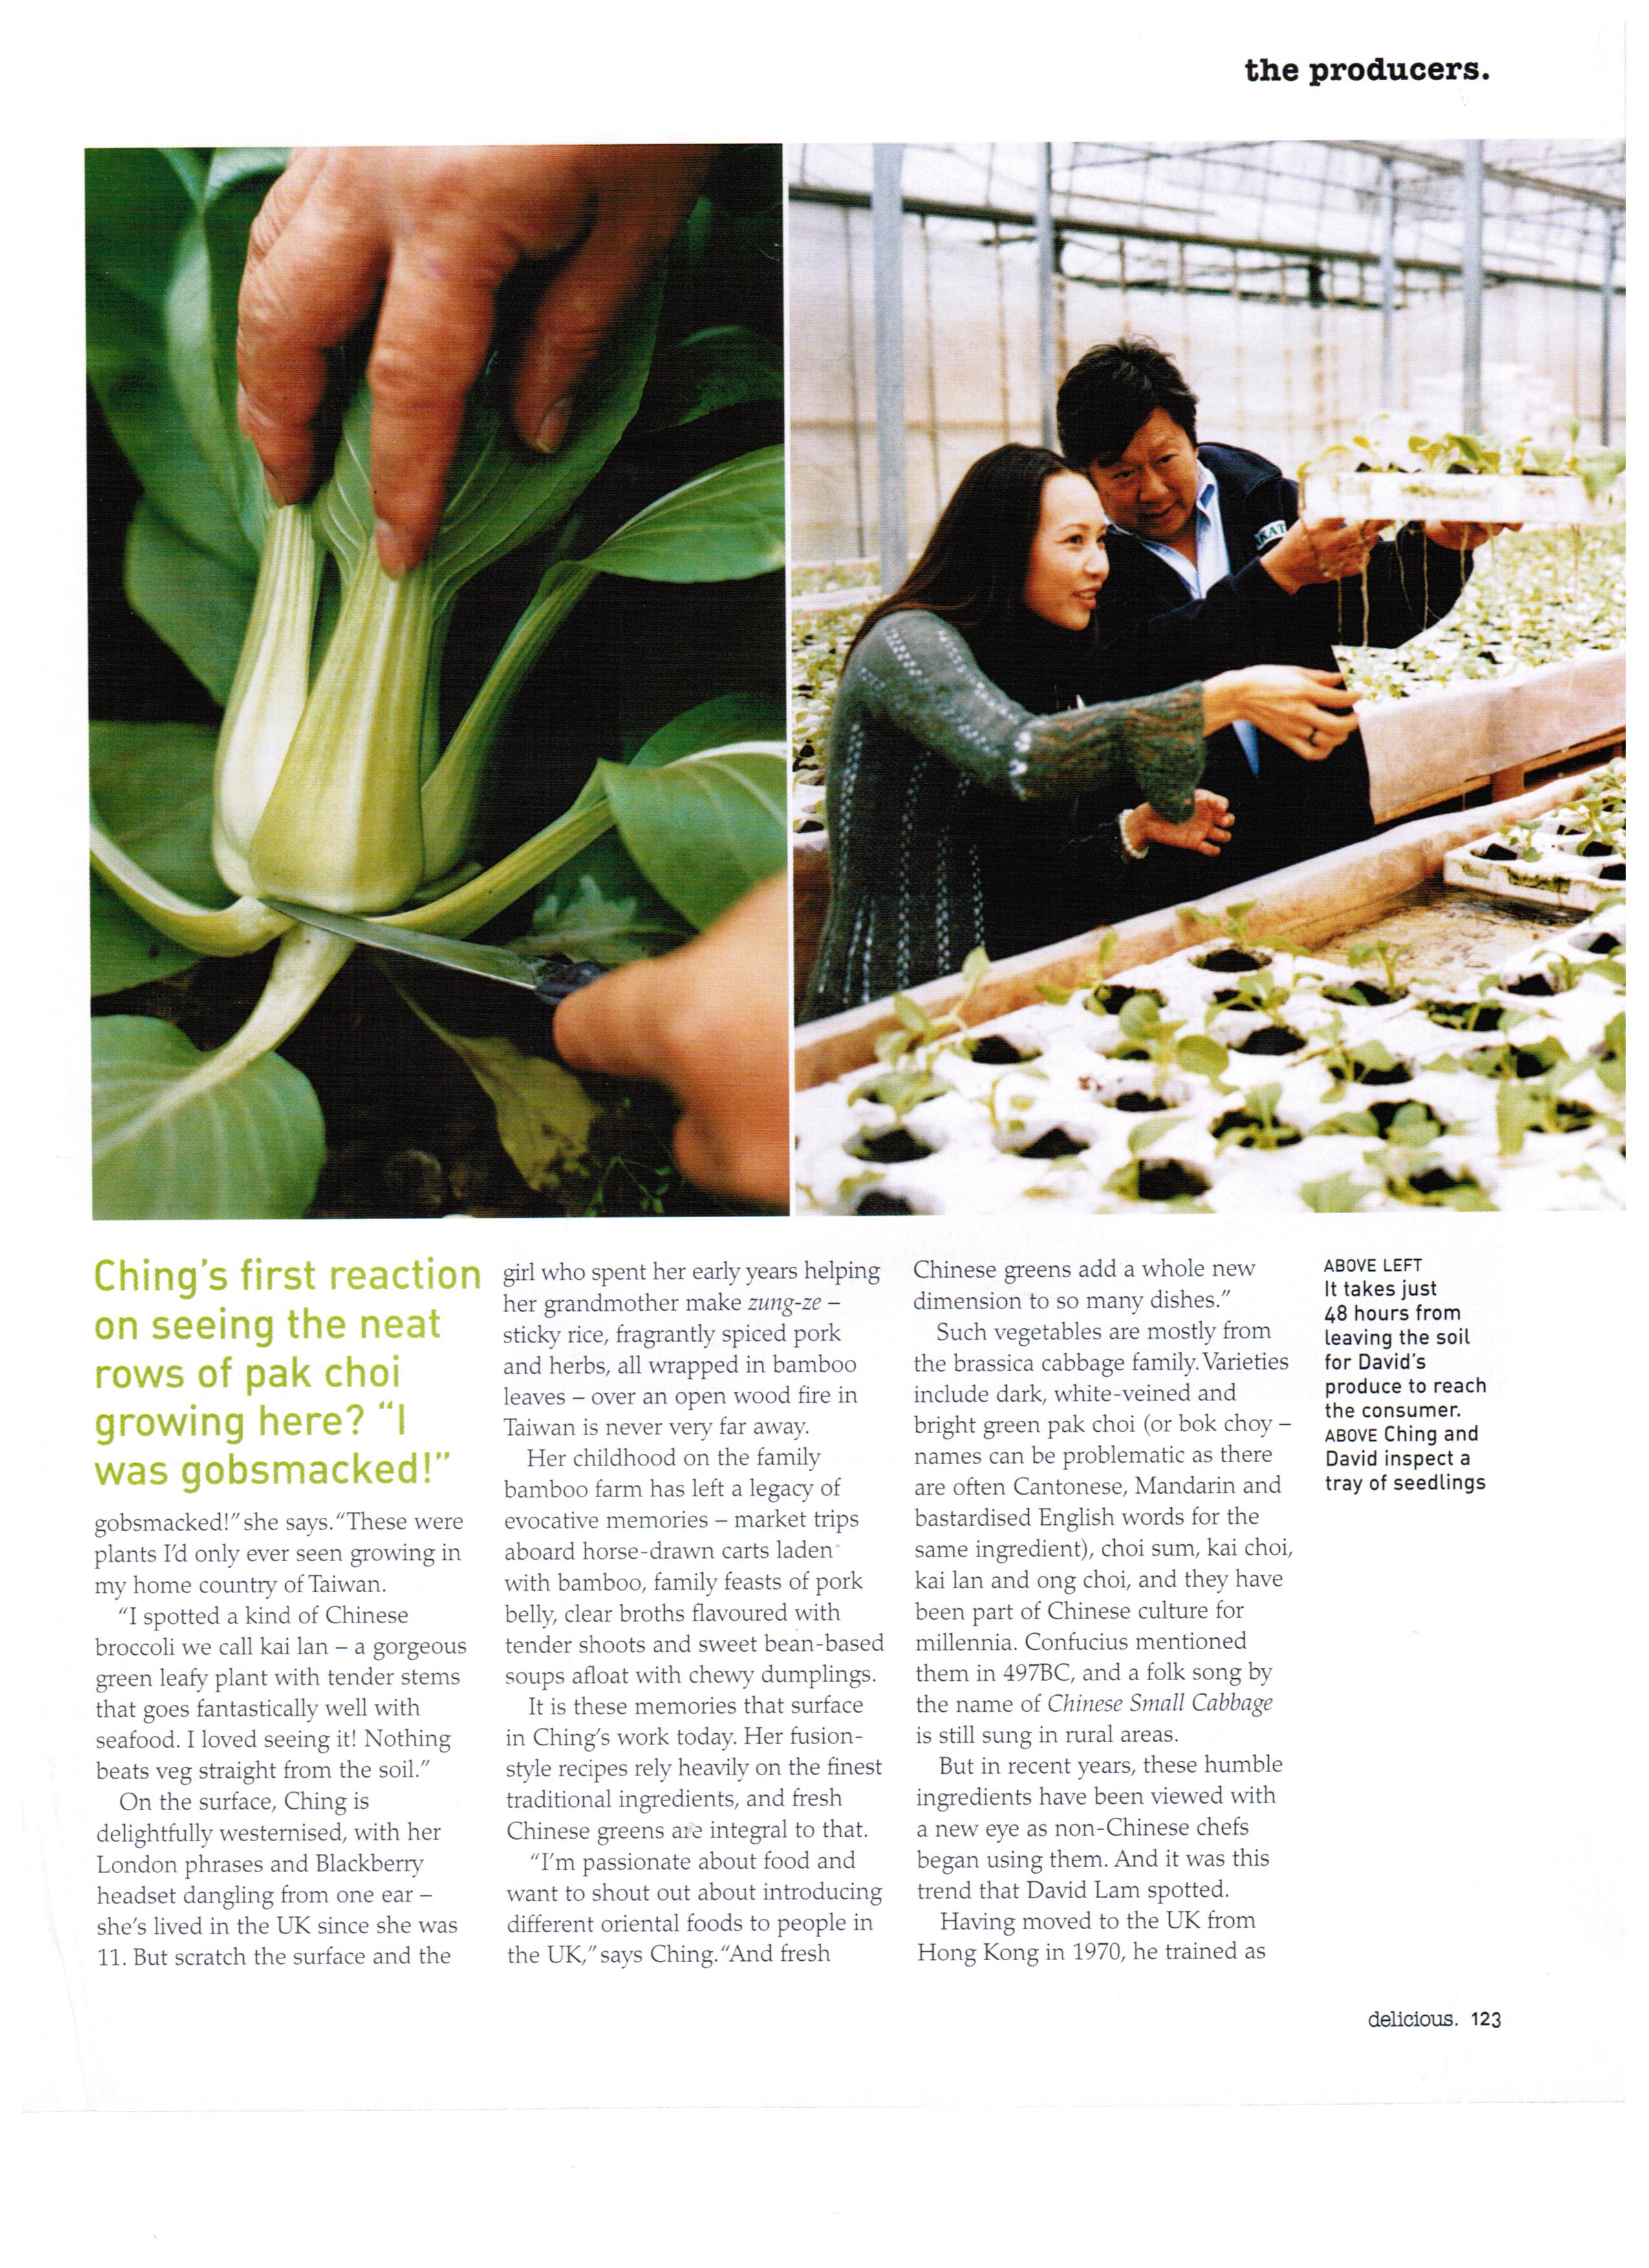 the producers.
KAT
Ching's first reaction
on seeing the neat
rows of pak choi
growing here? "I
was gobsmacked!"
gobsmacked!" she says. "These were
plants I'd only ever seen growing in
my home country of Taiwan.
"I spotted a kind of Chinese
broccoli we call kai lan – a gorgeous
green leafy plant with tender stems
that goes fantastically well with
seafood. I loved seeing it! Nothing
beats veg straight from the soil."
On the surface, Ching is
delightfully westernised, with her
London phrases and Blackberry
headset dangling from one ear –
she's lived in the UK since she was
11. But scratch the surface and the
girl who spent her early years helping
her grandmother make zung-ze –
sticky rice, fragrantly spiced pork
and herbs, all wrapped in bamboo
leaves – over an open wood fire in
Taiwan is never very far away.
Her childhood on the family
bamboo farm has left a legacy of
evocative memories – market trips
aboard horse-drawn carts laden
with bamboo, family feasts of pork
belly, clear broths flavoured with
tender shoots and sweet bean-based
soups afloat with chewy dumplings.
It is these memories that surface
in Ching's work today. Her fusion-
style recipes rely heavily on the finest
traditional ingredients, and fresh
Chinese greens are integral to that.
"I'm passionate about food and
want to shout out about introducing
different oriental foods to people in
the UK," says Ching. "And fresh
Chinese greens add a whole new
dimension to so many dishes."
Such vegetables are mostly from
the brassica cabbage family. Varieties
include dark, white-veined and
bright green pak choi (or bok choy –
names can be problematic as there
are often Cantonese, Mandarin and
bastardised English words for the
same ingredient), choi sum, kai choi,
kai lan and ong choi, and they have
been part of Chinese culture for
millennia. Confucius mentioned
them in 497BC, and a folk song by
the name of Chinese Small Cabbage
is still sung in rural areas.
But in recent years, these humble
ingredients have been viewed with
a new eye as non-Chinese chefs
began using them. And it was this
trend that David Lam spotted.
Having moved to the UK from
Hong Kong in 1970, he trained as
ABOVE LEFT
It takes just
48 hours from
leaving the soil
for David's
produce to reach
the consumer.
ABOVE Ching and
David inspect a
tray of seedlings
delicious. 123